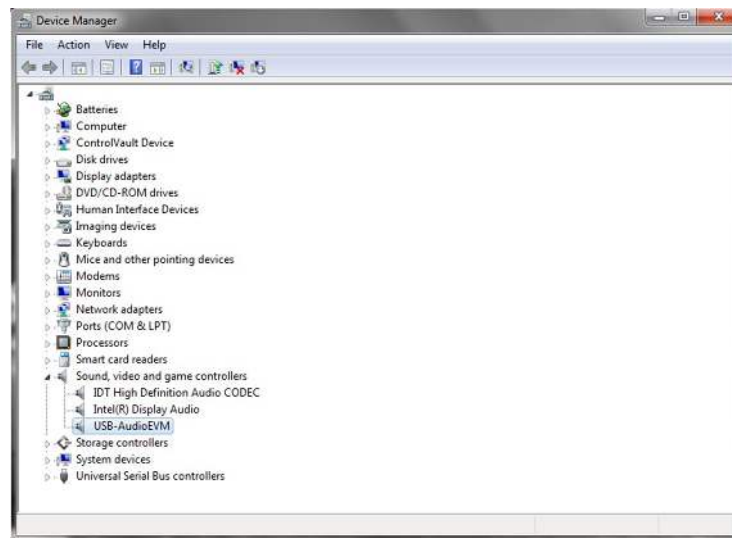 Device Manager
File Action View Help
Batteries
Computer
ControlVault Device
Disk drives
Display adapters
DVD/CD-ROM drives
Human Interface Devices
Imaging devices
Keyboards
Mice and other pointing devices
Modems
Monitors
Network adapters
Ports (COM & LPT)
Processors
Smart card readers
Sound, video and game controllers
IDT High Definition Audio CODEC
Intel(R) Display Audio
USB-AudioEVM
Storage controllers
System devices
Universal Serial Bus controllers